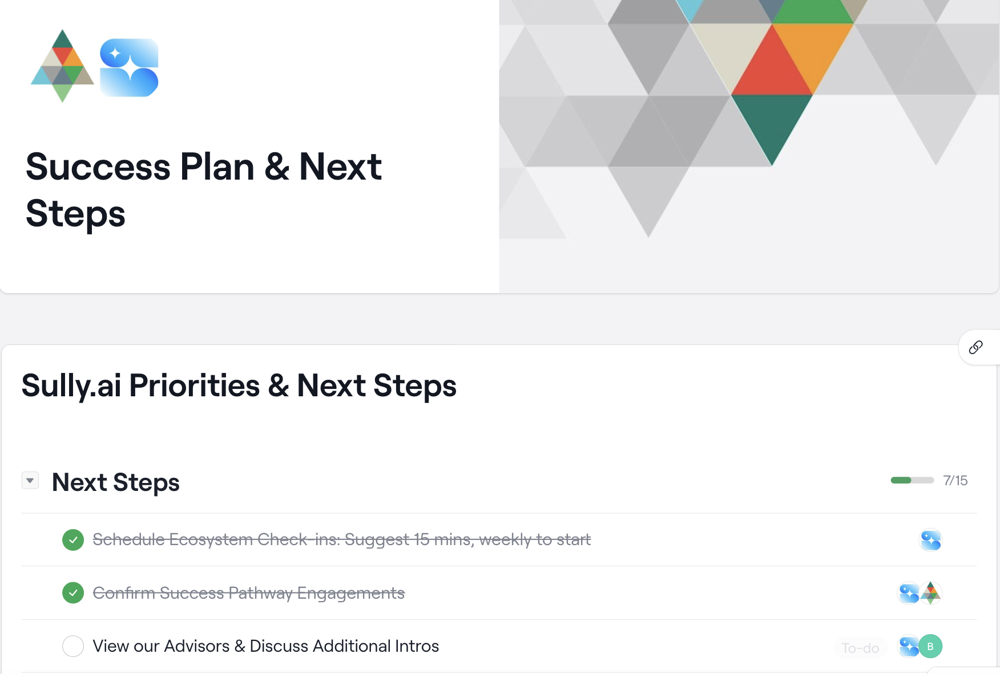 Success Plan & Next
Steps
Sully.ai Priorities & Next Steps
Next Steps
7/15
Schedule Ecosystem Check-ins: Suggest 15 mins, weekly to start
Confirm Success Pathway Engagements
View our Advisors & Discuss Additional Intros
To-do
B